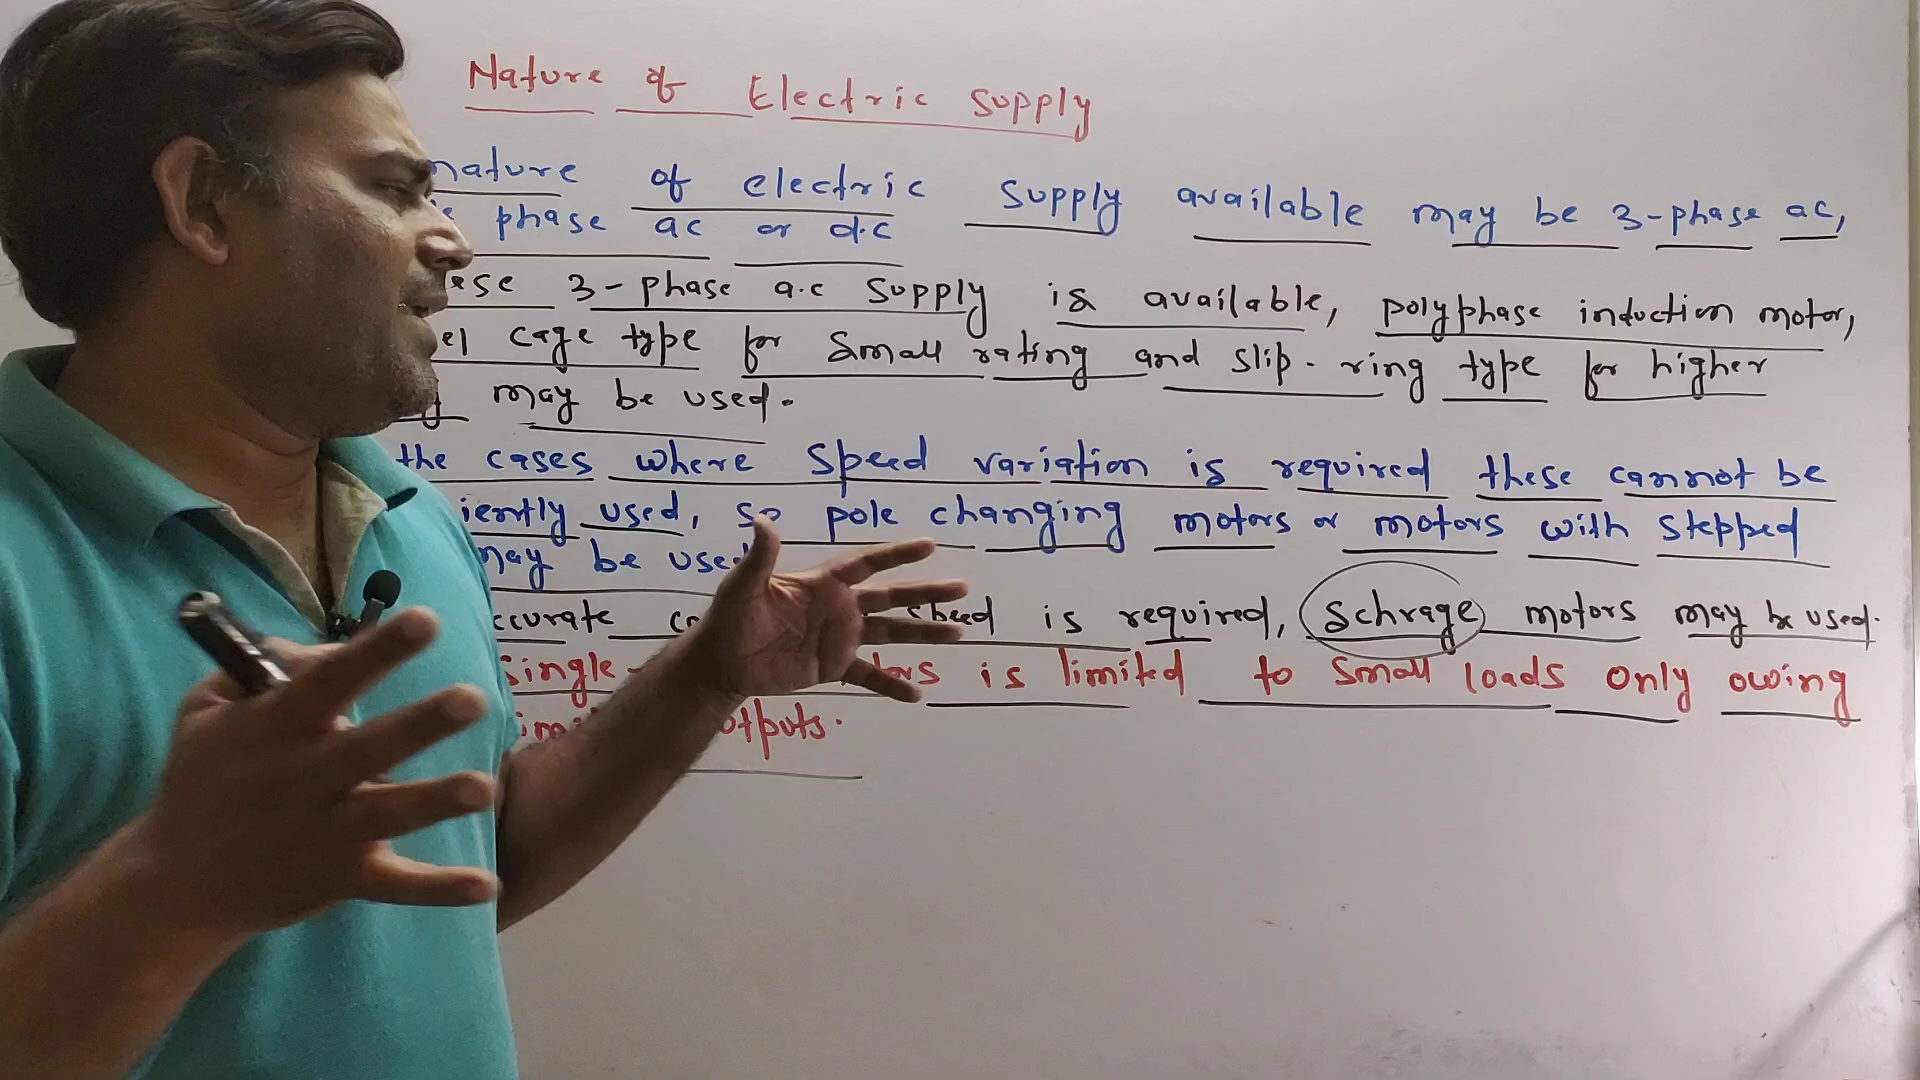 Nature of Electric Supply
nature of electric supply available may be 3-phase ac,
phase ac or d.c
3-phase a.c supply is available, polyphase induction motor,
cage type for small rating and slip-ring type for higher
may be used.
the cases where speed variation is required these cannot be
used, so pole changing motors or motors with stepped
may be used
speed is required, Schrage motors may be used.
single- is limited to small loads only owing